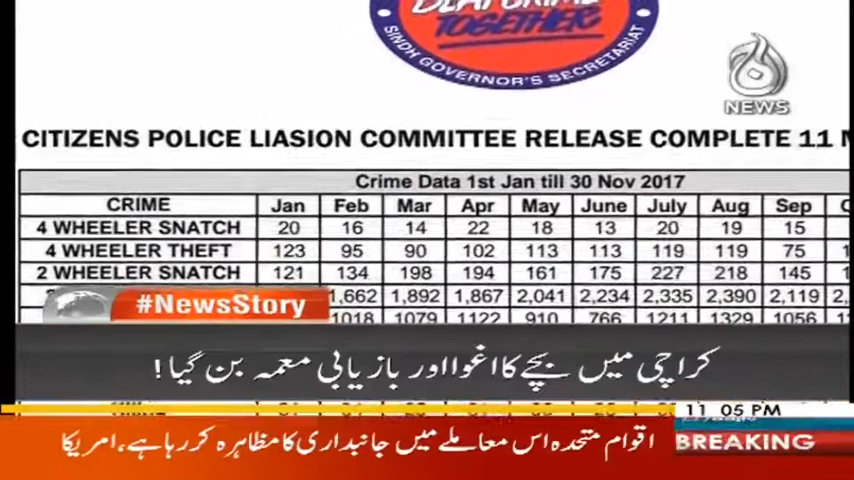 BEAT CRIME
TOGETHER
SINDH GOVERNOR'S SECRETARIAT
NEWS
CITIZENS POLICE LIASION COMMITTEE RELEASE COMPLETE 11
Crime Data 1st Jan till 30 Nov 2017
CRIME Jan Feb Mar Apr May June July Aug Sep
4 WHEELER SNATCH 20 16 14 22 18 13 20 19 15
4 WHEELER THEFT 123 95 90 102 113 113 119 119 75
2 WHEELER SNATCH 121 134 198 194 161 175 227 218 145
1,662 1,892 1,867 2,041 2,234 2,335 2,390 2,119
#NewsStory
1018 1079 1122 910 766 1211 1329 1056
کراچی میں بچے کا اغوا اور بازیابی معمہ بن گیا!
11 05 PM
BREAKING
اقوام متحدہ اس معاملے میں جانبداری کا مظاہرہ کر رہا ہے، امریکا